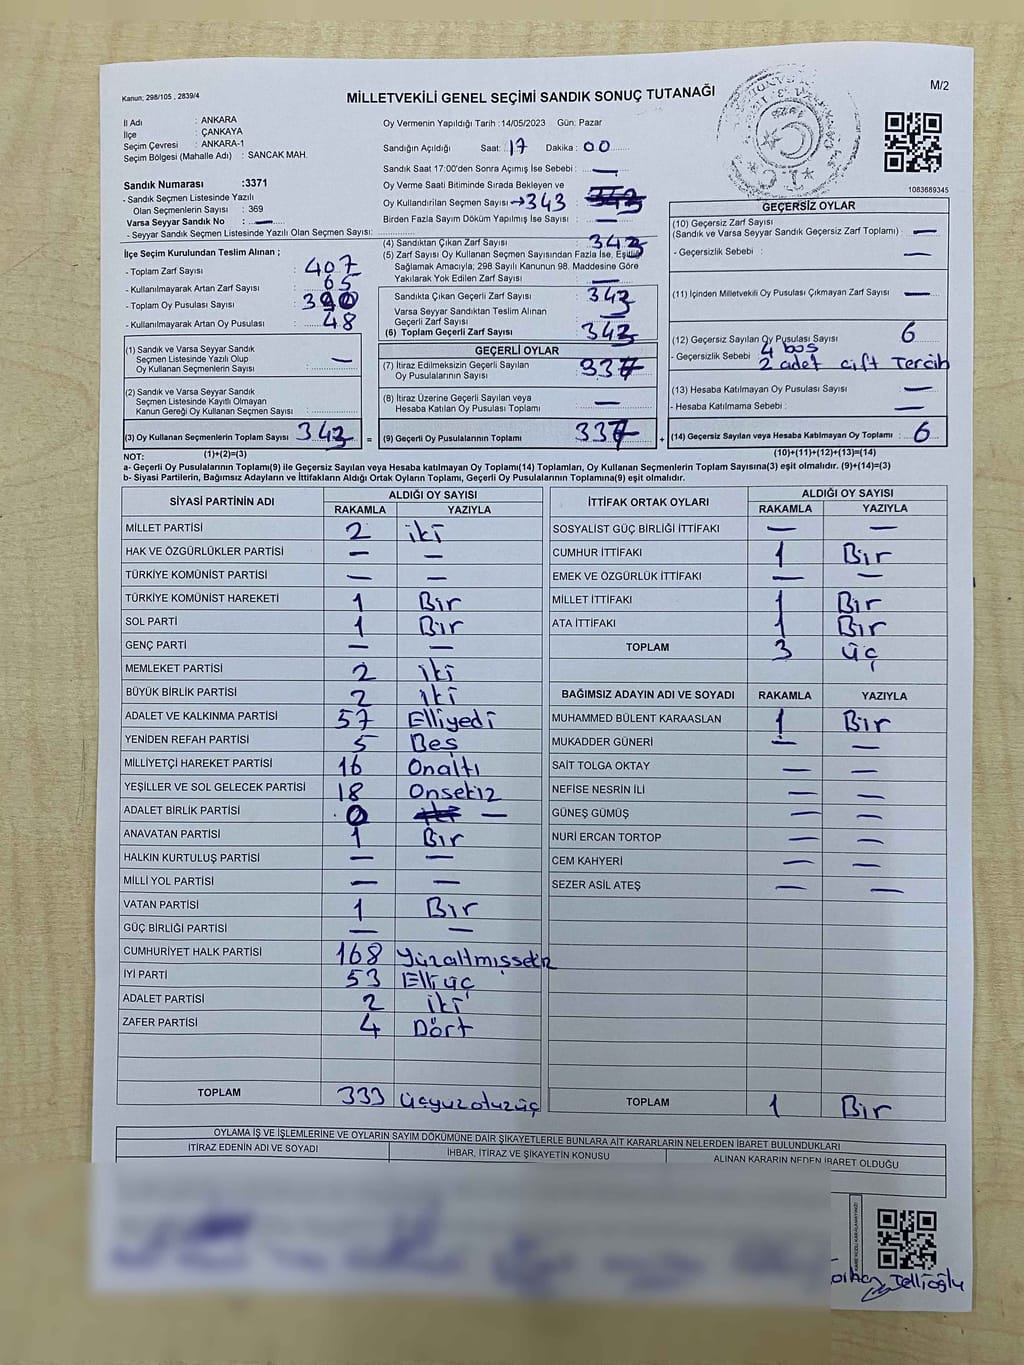 Kanun; 298/105 , 2839/4
MİLLETVEKİLİ GENEL SEÇİMİ SANDIK SONUÇ TUTANAĞI
M/2
İl Adı : ANKARA
İlçe : ÇANKAYA
Seçim Çevresi : ANKARA-1
Seçim Bölgesi (Mahalle Adı) : SANCAK MAH.
Oy Vermenin Yapıldığı Tarih :14/05/2023 Gün: Pazar
Sandığın Açıldığı Saat: 17 Dakika: 00
Sandık Saat 17:00'den Sonra Açımış İse Sebebi : —
Oy Verme Saati Bitiminde Sırada Bekleyen ve
Oy Kullandırılan Seçmen Sayısı →343
Birden Fazla Sayım Döküm Yapılmış İse Sayısı : —
1083689345
Sandık Numarası :3371
- Sandık Seçmen Listesinde Yazılı
Olan Seçmenlerin Sayısı : 369
Varsa Seyyar Sandık No : —
- Seyyar Sandık Seçmen Listesinde Yazılı Olan Seçmen Sayısı:
İlçe Seçim Kurulundan Teslim Alınan ;
- Toplam Zarf Sayısı : 407
- Kullanılmayarak Artan Zarf Sayısı : 65
- Toplam Oy Pusulası Sayısı :
- Kullanılmayarak Artan Oy Pusulası : 48
(1) Sandık ve Varsa Seyyar Sandık
Seçmen Listesinde Yazılı Olup
Oy Kullanan Seçmenlerin Sayısı : —
(2) Sandık ve Varsa Seyyar Sandık
Seçmen Listesinde Kayıtlı Olmayan
Kanun Gereği Oy Kullanan Seçmen Sayısı :
(3) Oy Kullanan Seçmenlerin Toplam Sayısı 343 =
(1)+(2)=(3)
(4) Sandıktan Çıkan Zarf Sayısı : 343
(5) Zarf Sayısı Oy Kullanan Seçmen Sayısından Fazla İse, Eşitliği
Sağlamak Amacıyla; 298 Sayılı Kanunun 98. Maddesine Göre
Yakılarak Yok Edilen Zarf Sayısı : —
Sandıkta Çıkan Geçerli Zarf Sayısı : 343
Varsa Seyyar Sandıktan Teslim Alınan
Geçerli Zarf Sayısı : —
(6) Toplam Geçerli Zarf Sayısı : 343
GEÇERLİ OYLAR
(7) İtiraz Edilmeksizin Geçerli Sayılan
Oy Pusulalarının Sayısı : 337
(8) İtiraz Üzerine Geçerli Sayılan veya
Hesaba Katılan Oy Pusulası Toplamı : —
(9) Geçerli Oy Pusulalarının Toplamı : 337 +
GEÇERSİZ OYLAR
(10) Geçersiz Zarf Sayısı
(Sandık ve Varsa Seyyar Sandık Geçersiz Zarf Toplamı) : —
- Geçersizlik Sebebi : —
(11) İçinden Milletvekili Oy Pusulası Çıkmayan Zarf Sayısı : —
(12) Geçersiz Sayılan Oy Pusulası Sayısı : 6
- Geçersizlik Sebebi : 4 boş
2 adet çift Tercih
(13) Hesaba Katılmayan Oy Pusulası Sayısı : —
- Hesaba Katılmama Sebebi : —
(14) Geçersiz Sayılan veya Hesaba Katılmayan Oy Toplamı : 6
(10)+(11)+(12)+(13)=(14)
NOT:
a- Geçerli Oy Pusulalarının Toplamı(9) ile Geçersiz Sayılan veya Hesaba katılmayan Oy Toplamı(14) Toplamları, Oy Kullanan Seçmenlerin Toplam Sayısına(3) eşit olmalıdır. (9)+(14)=(3)
b- Siyasi Partilerin, Bağımsız Adayların ve İttifakların Aldığı Ortak Oyların Toplamı, Geçerli Oy Pusulalarının Toplamına(9) eşit olmalıdır.
SİYASİ PARTİNİN ADI ALDIĞI OY SAYISI
RAKAMLA YAZIYLA
MİLLET PARTİSİ 2 iki
HAK VE ÖZGÜRLÜKLER PARTİSİ — —
TÜRKİYE KOMÜNİST PARTİSİ — —
TÜRKİYE KOMÜNİST HAREKETİ 1 Bir
SOL PARTİ 1 Bir
GENÇ PARTİ — —
MEMLEKET PARTİSİ 2 iki
BÜYÜK BİRLİK PARTİSİ 2 iki
ADALET VE KALKINMA PARTİSİ 57 Elliyedi
YENİDEN REFAH PARTİSİ 5 Beş
MİLLİYETÇİ HAREKET PARTİSİ 16 Onaltı
YEŞİLLER VE SOL GELECEK PARTİSİ 18 Onsekiz
ADALET BİRLİK PARTİSİ 0 —
ANAVATAN PARTİSİ 1 Bir
HALKIN KURTULUŞ PARTİSİ — —
MİLLİ YOL PARTİSİ — —
VATAN PARTİSİ 1 Bir
GÜÇ BİRLİĞİ PARTİSİ — —
CUMHURİYET HALK PARTİSİ 168 Yüzaltmışsekiz
İYİ PARTİ 53 Elliüç
ADALET PARTİSİ 2 iki
ZAFER PARTİSİ 4 Dört
TOPLAM 333 Üçyüzotuzüç
İTTİFAK ORTAK OYLARI ALDIĞI OY SAYISI
RAKAMLA YAZIYLA
SOSYALİST GÜÇ BİRLİĞİ İTTİFAKI — —
CUMHUR İTTİFAKI 1 Bir
EMEK VE ÖZGÜRLÜK İTTİFAKI — —
MİLLET İTTİFAKI 1 Bir
ATA İTTİFAKI 1 Bir
TOPLAM 3 üç
BAĞIMSIZ ADAYIN ADI VE SOYADI RAKAMLA YAZIYLA
MUHAMMED BÜLENT KARAASLAN 1 Bir
MUKADDER GÜNERİ — —
SAİT TOLGA OKTAY — —
NEFİSE NESRİN İLİ — —
GÜNEŞ GÜMÜŞ — —
NURİ ERCAN TORTOP — —
CEM KAHYERİ — —
SEZER ASİL ATEŞ — —
TOPLAM 1 Bir
OYLAMA İŞ VE İŞLEMLERİNE VE OYLARIN SAYIM DÖKÜMÜNE DAİR ŞİKAYETLERLE BUNLARA AİT KARARLARIN NELERDEN İBARET BULUNDUKLARI
İTİRAZ EDENİN ADI VE SOYADI İHBAR, İTİRAZ VE ŞİKAYETİN KONUSU ALINAN KARARIN NEDEN İBARET OLDUĞU